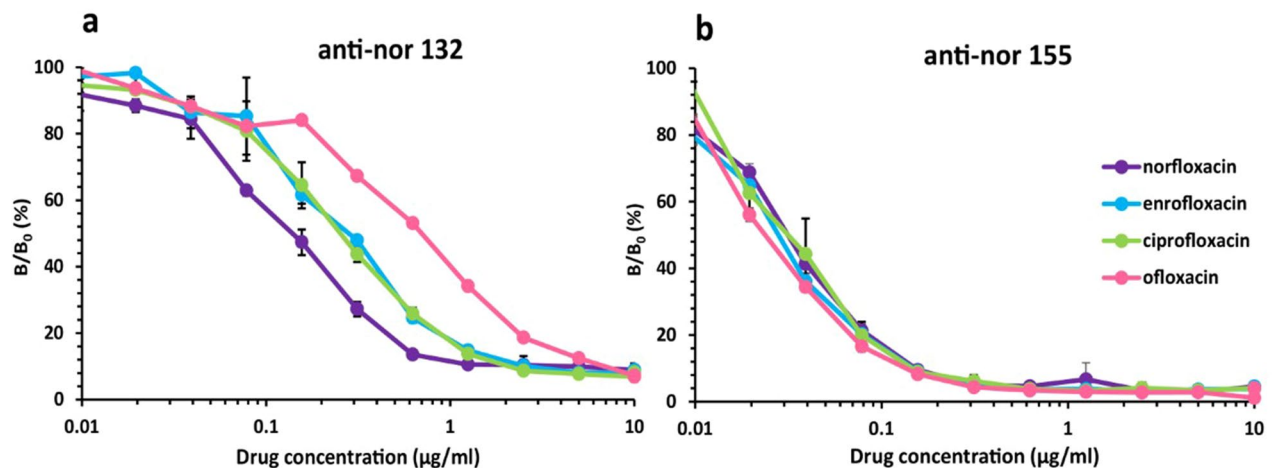 a
anti-nor 132
100
80
60
40
20
0
B/B₀ (%)
0.01
0.1
1
10
Drug concentration (µg/ml)
b
anti-nor 155
100
80
60
40
20
0
B/B₀ (%)
0.01
0.1
1
10
Drug concentration (µg/ml)
norfloxacin
enrofloxacin
ciprofloxacin
ofloxacin